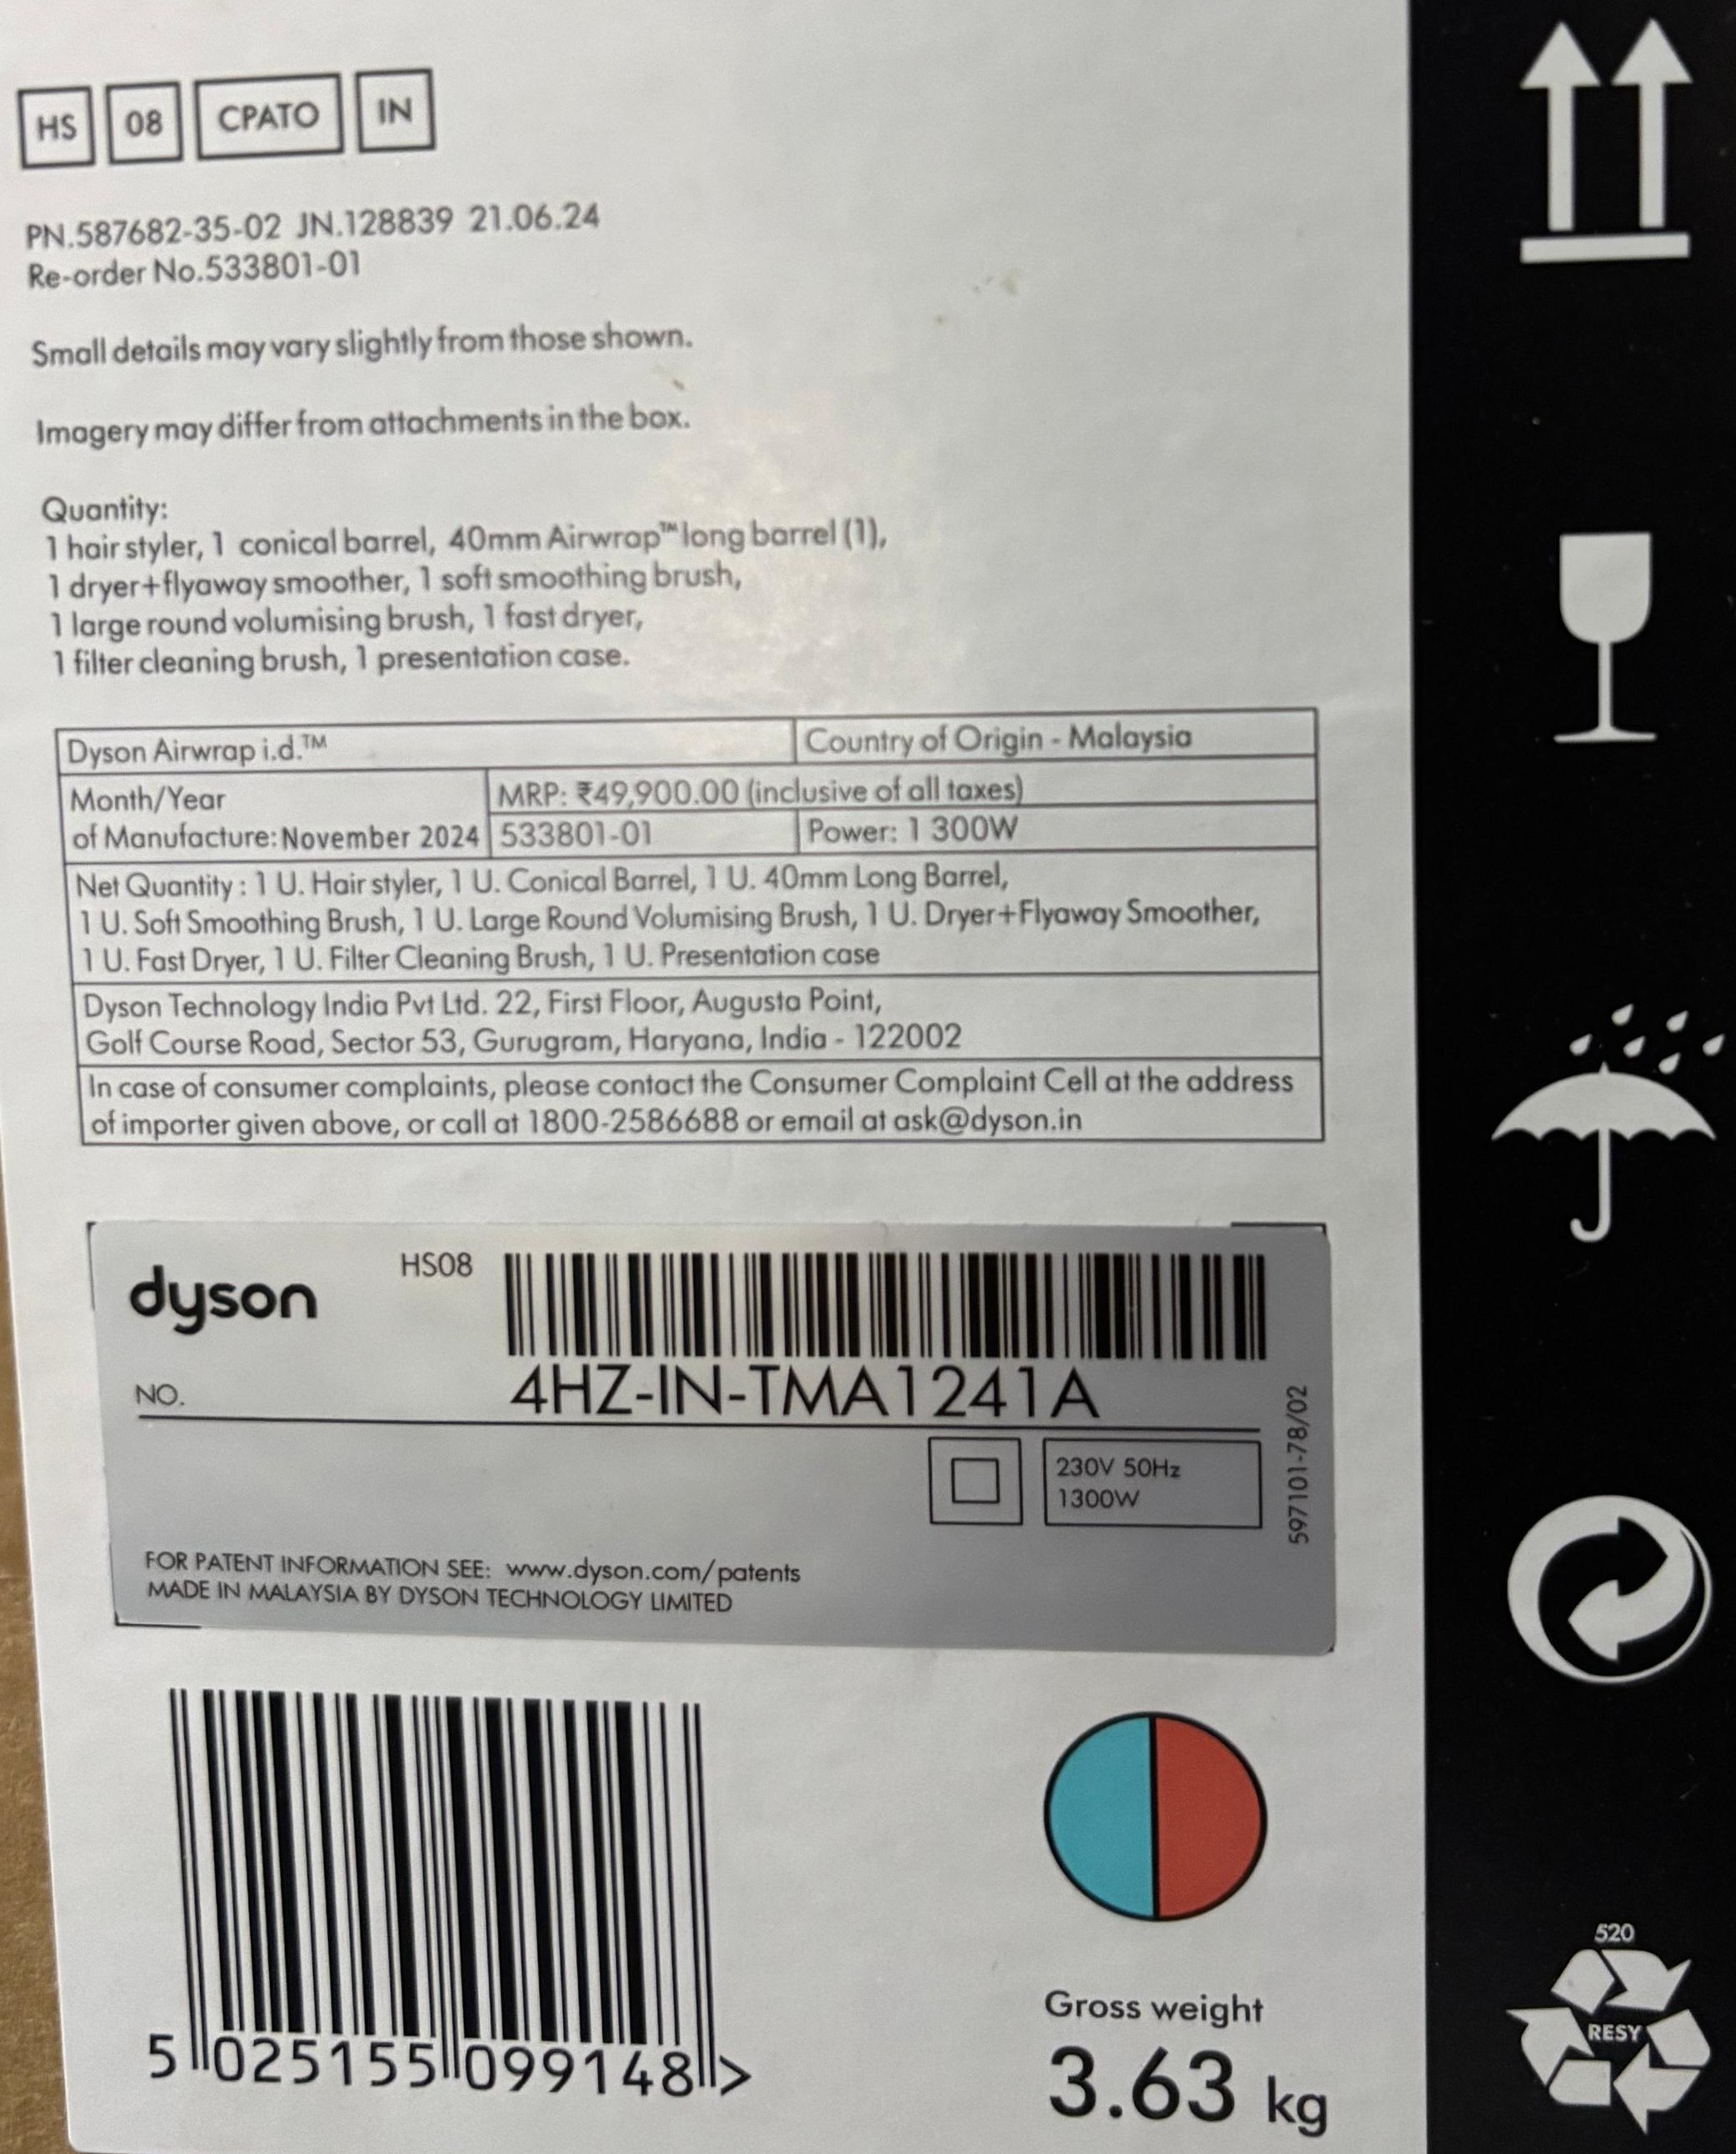 HS 08 CPATO IN
PN.587682-35-02 JN.128839 21.06.24
Re-order No.533801-01
Small details may vary slightly from those shown.
Imagery may differ from attachments in the box.
Quantity:
1 hair styler, 1 conical barrel, 40mm Airwrap™ long barrel (1),
1 dryer+flyaway smoother, 1 soft smoothing brush,
1 large round volumising brush, 1 fast dryer,
1 filter cleaning brush, 1 presentation case.
Dyson Airwrap i.d.™ Country of Origin - Malaysia
Month/Year
of Manufacture: November 2024
MRP: ₹49,900.00 (inclusive of all taxes)
533801-01 Power: 1 300W
Net Quantity : 1 U. Hair styler, 1 U. Conical Barrel, 1 U. 40mm Long Barrel,
1 U. Soft Smoothing Brush, 1 U. Large Round Volumising Brush, 1 U. Dryer+Flyaway Smoother,
1 U. Fast Dryer, 1 U. Filter Cleaning Brush, 1 U. Presentation case
Dyson Technology India Pvt Ltd. 22, First Floor, Augusta Point,
Golf Course Road, Sector 53, Gurugram, Haryana, India - 122002
In case of consumer complaints, please contact the Consumer Complaint Cell at the address
of importer given above, or call at 1800-2586688 or email at ask@dyson.in
dyson HS08
NO. 4HZ-IN-TMA1241A
230V 50Hz
1300W
597101-78/02
FOR PATENT INFORMATION SEE: www.dyson.com/patents
MADE IN MALAYSIA BY DYSON TECHNOLOGY LIMITED
5 025155 099148 >
Gross weight
3.63 kg
520
RESY